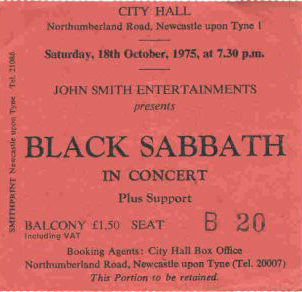 CITY HALL
Northumberland Road, Newcastle upon Tyne 1
Saturday, 18th October, 1975, at 7.30 p.m.
JOHN SMITH ENTERTAINMENTS
presents
BLACK SABBATH
IN CONCERT
Plus Support
BALCONY £1.50 SEAT B 20
Including VAT
Booking Agents: City Hall Box Office
Northumberland Road, Newcastle upon Tyne (Tel. 20007)
This Portion to be retained.
SMITHPRINT Newcastle upon Tyne Tel. 21086